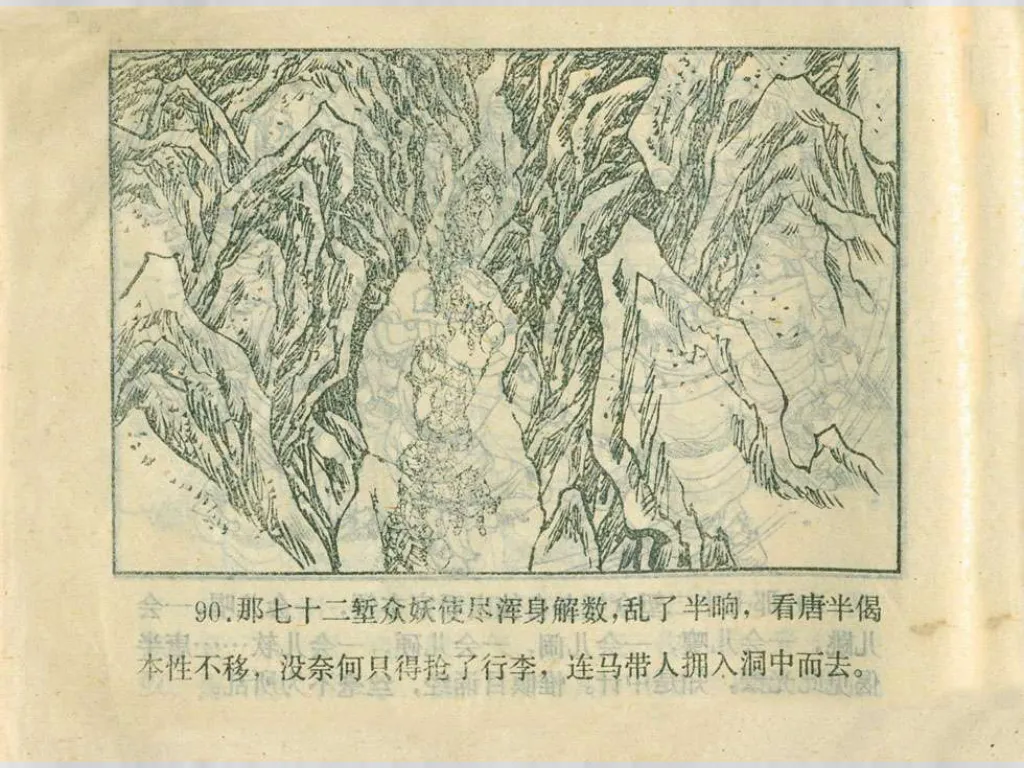 90.那七十二堑众妖使尽浑身解数,乱了半晌，看唐半偈
本性不移，没奈何只得抢了行李，连马带人拥入洞中而去。